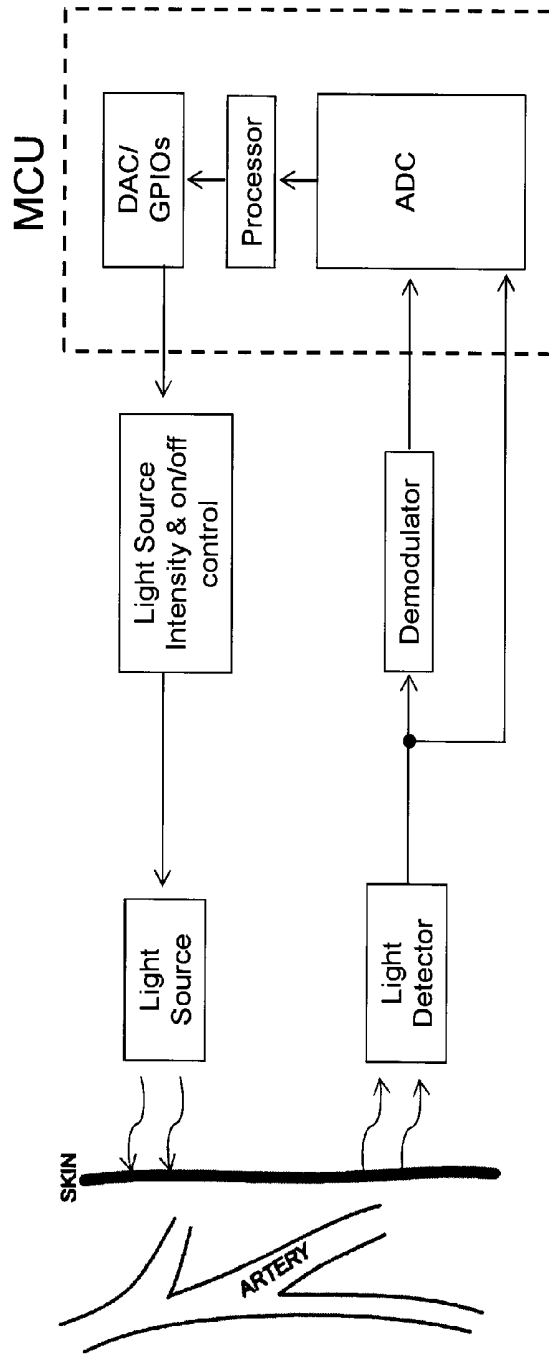 MCU
SKIN
ARTERY
Light
Source
Light Source
Intensity & on/off
control
DAC/
GPIOs
Processor
ADC
Light
Detector
Demodulator